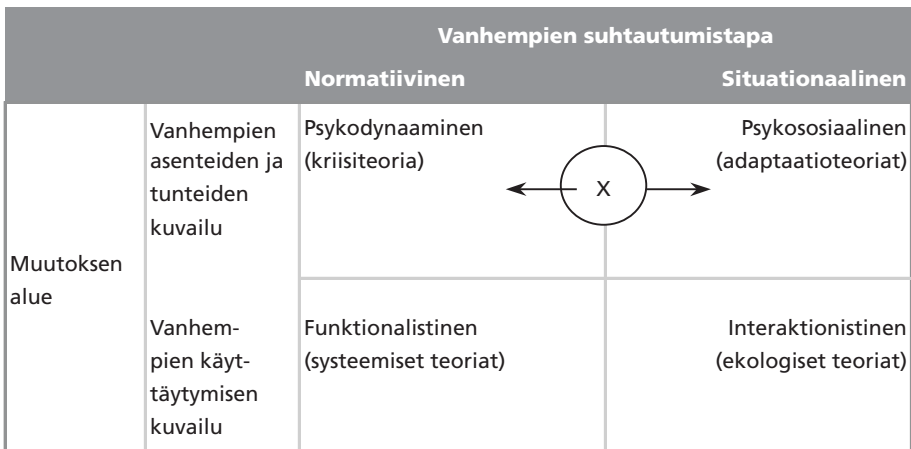 Vanhempien suhtautumistapa
Normatiivinen Situationaalinen
Vanhempien
asenteiden ja
tunteiden
kuvailu
Psykodynaaminen
(kriisiteoria)
X
Psykososiaalinen
(adaptaatioteoriat)
Muutoksen
alue
Vanhem-
pien käyt-
täytymisen
kuvailu
Funktionalistinen
(systeemiset teoriat)
Interaktionistinen
(ekologiset teoriat)